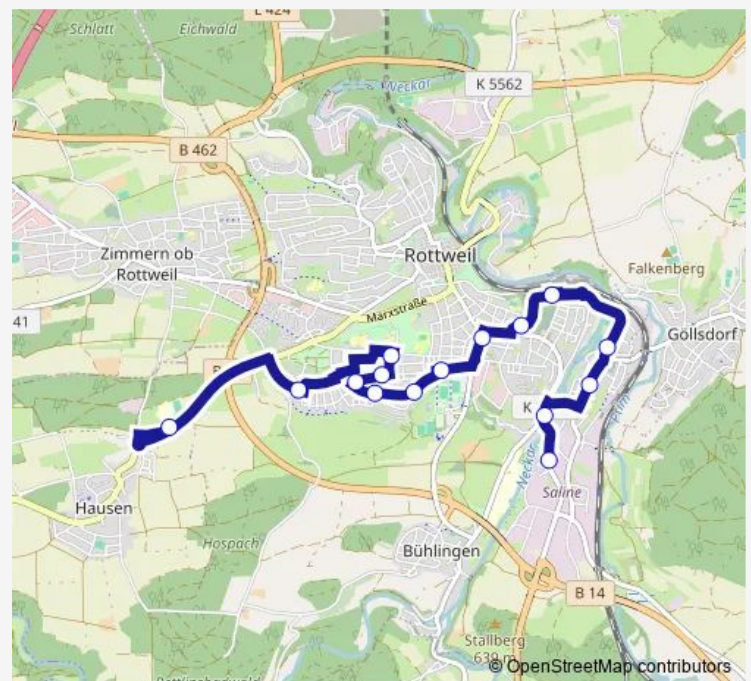 L 424
Schlatt
Eichwald
Neckar
K 5562
B 462
Zimmern ob
Rottweil
Rottweil
Falkenberg
Marxstraße
41
Göllsdorf
B
K
Prim
Neckar
Saline
Hausen
Hospach
Bühlingen
B 14
Stallberg
639 m
© OpenStreetMap contributors